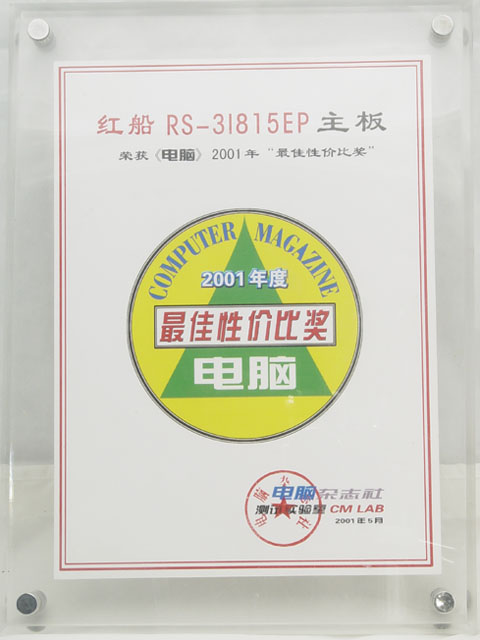 红船 RS-3I815EP 主板
荣获《电脑》2001年“最佳性价比奖”
COMPUTER MAGAZINE
2001年度
最佳性价比奖
电脑
电脑杂志社
测试实验室 CM LAB
2001年5月